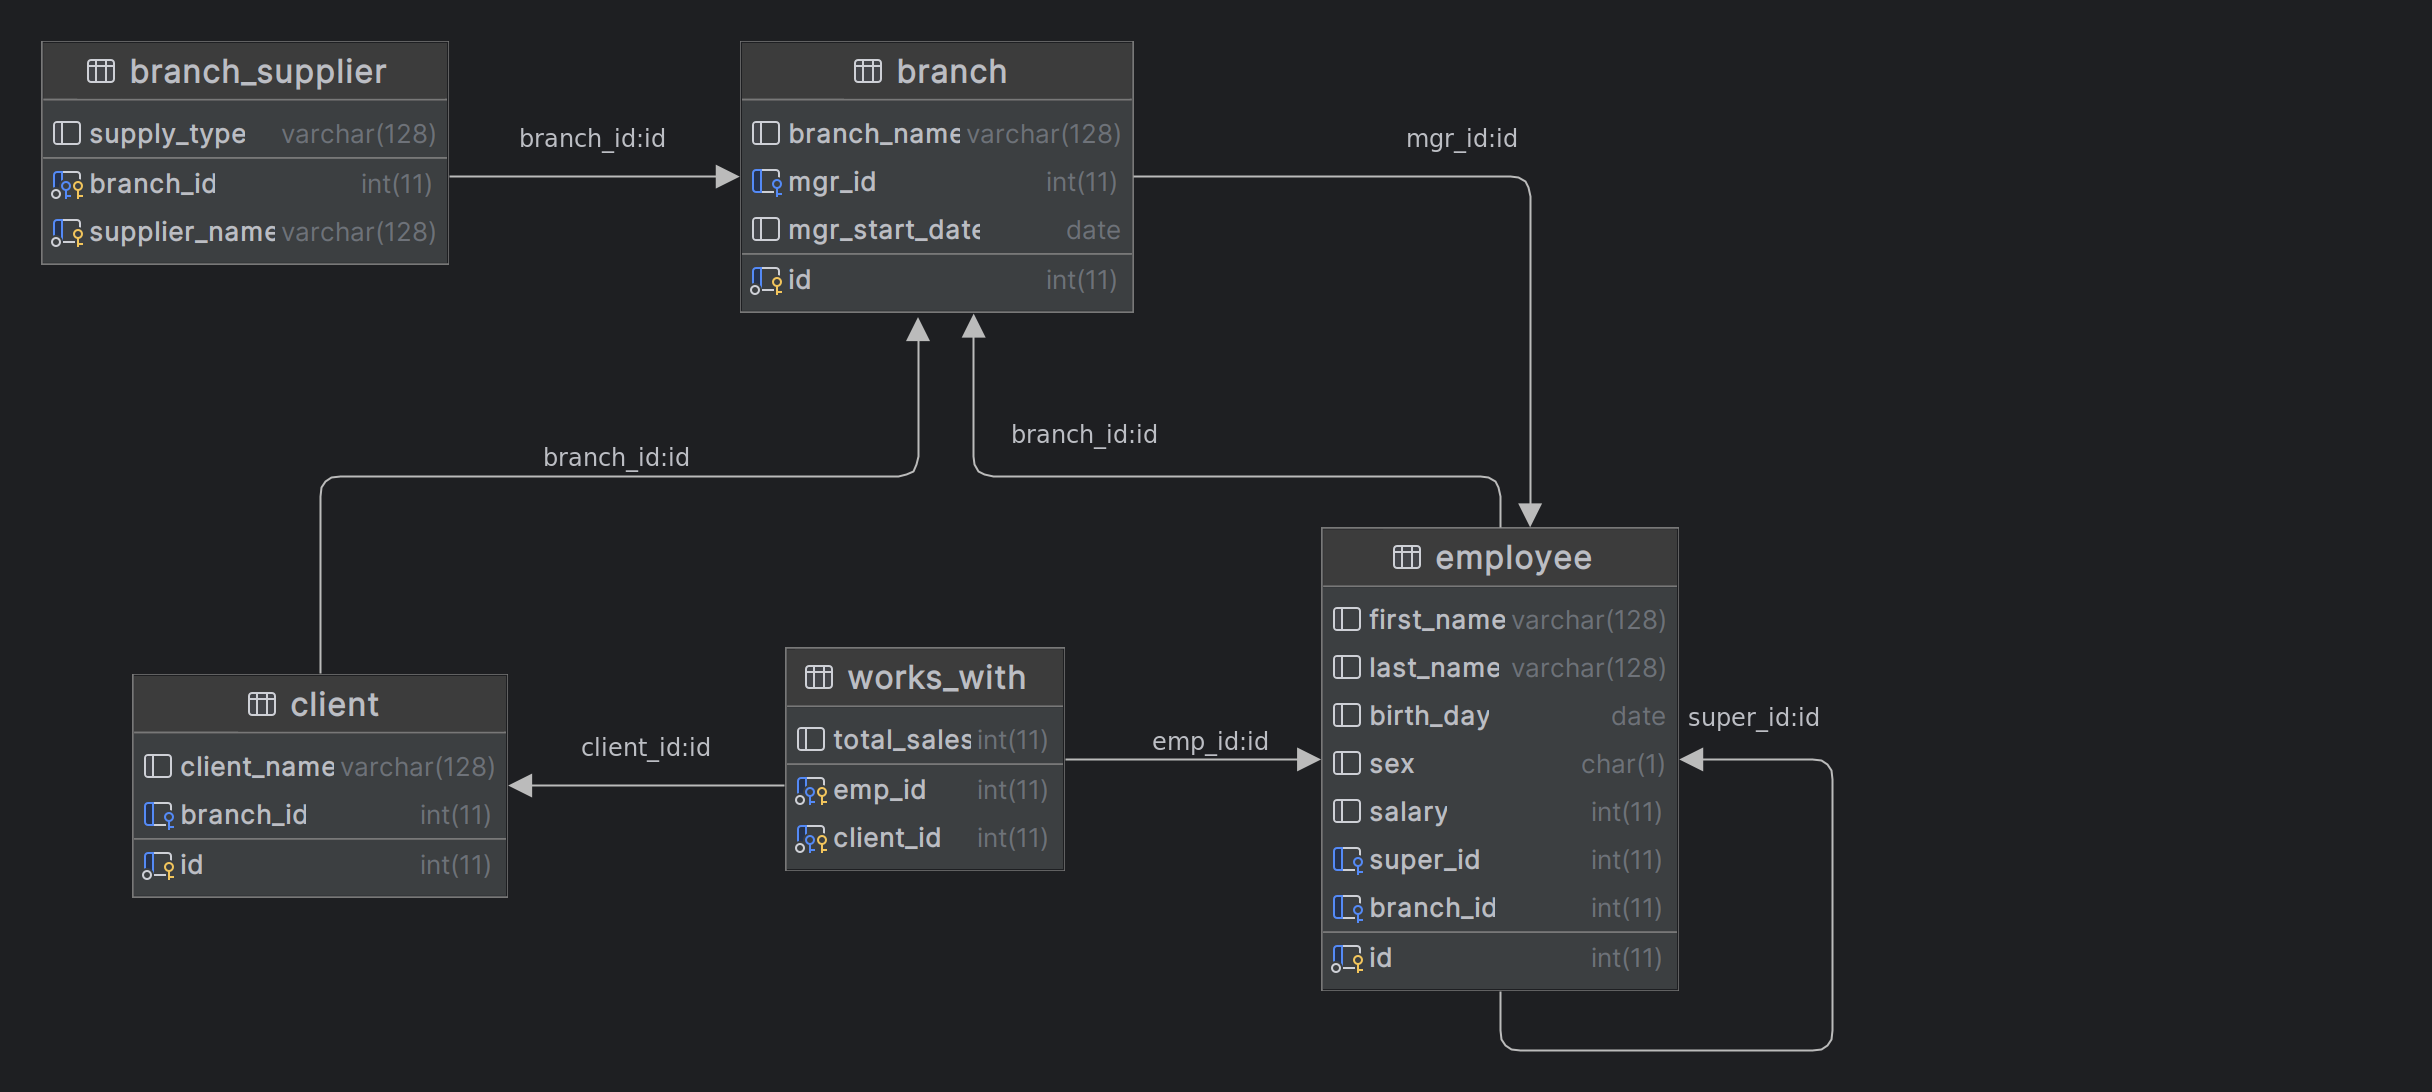 branch_supplier
supply_type varchar(128)
branch_id int(11)
supplier_name varchar(128)
branch_id:id
branch
branch_name varchar(128)
mgr_id int(11)
mgr_start_date date
id int(11)
mgr_id:id
branch_id:id
branch_id:id
client
client_name varchar(128)
branch_id int(11)
id int(11)
client_id:id
works_with
total_sales int(11)
emp_id int(11)
client_id int(11)
emp_id:id
employee
first_name varchar(128)
last_name varchar(128)
birth_day date
sex char(1)
salary int(11)
super_id int(11)
branch_id int(11)
id int(11)
super_id:id